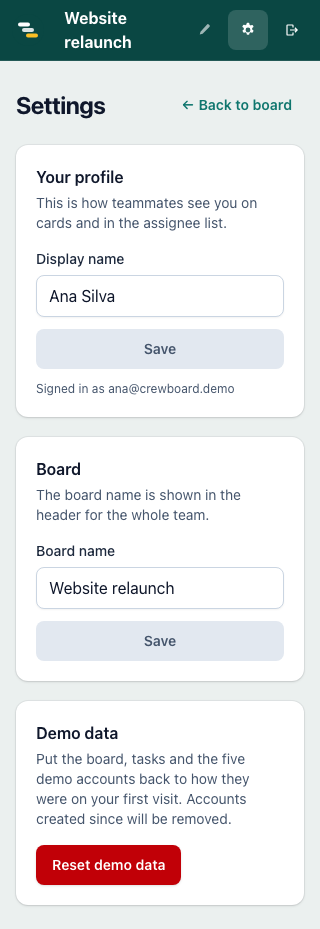 Website
relaunch
Settings
← Back to board
Your profile
This is how teammates see you on
cards and in the assignee list.
Display name
Ana Silva
Save
Signed in as ana@crewboard.demo
Board
The board name is shown in the
header for the whole team.
Board name
Website relaunch
Save
Demo data
Put the board, tasks and the five
demo accounts back to how they
were on your first visit. Accounts
created since will be removed.
Reset demo data